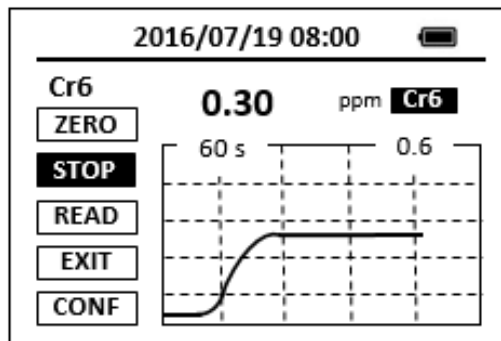 2016/07/19 08:00
Cr6
0.30 ppm Cr6
ZERO
60 s 0.6
STOP
READ
EXIT
CONF